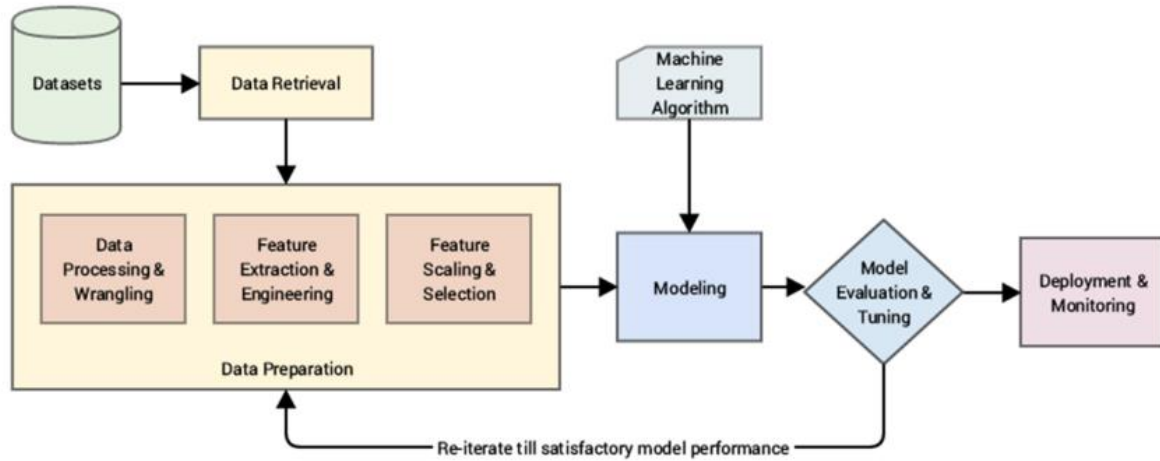 Datasets
Data Retrieval
Machine
Learning
Algorithm
Data
Processing &
Wrangling
Feature
Extraction &
Engineering
Feature
Scaling &
Selection
Data Preparation
Modeling
Model
Evaluation &
Tuning
Deployment &
Monitoring
Re-iterate till satisfactory model performance